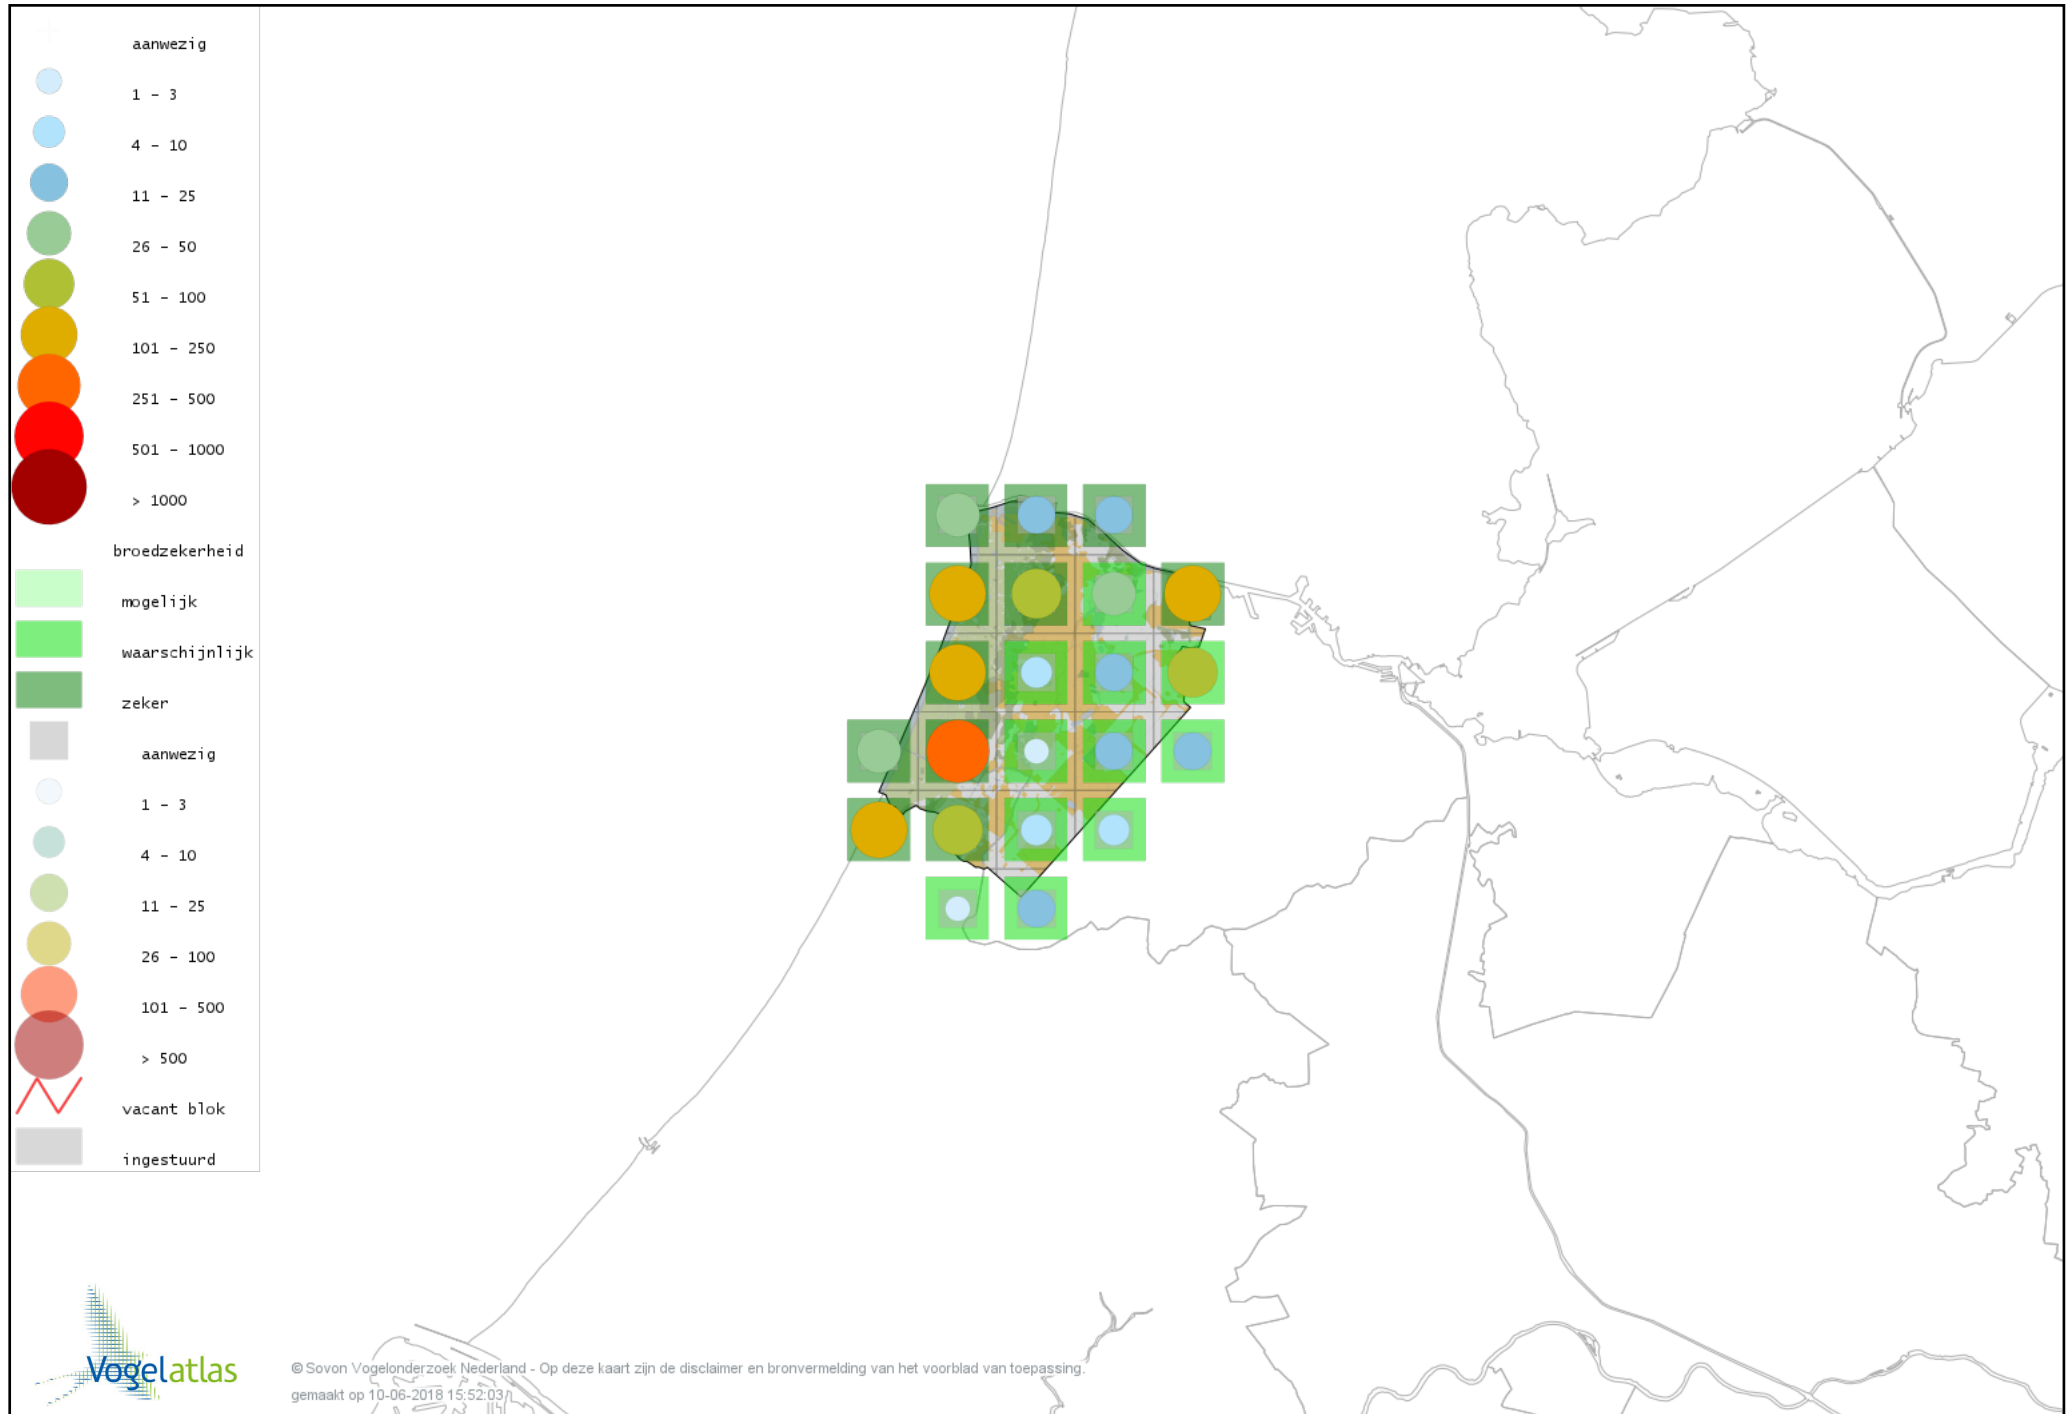 aanwezig
1 - 3
4 - 10
11 - 25
26 - 50
51 - 100
101 - 250
251 - 500
501 - 1000
> 1000
broedzekerheid
mogelijk
waarschijnlijk
zeker
aanwezig
1 - 3
4 - 10
11 - 25
26 - 100
101 - 500
> 500
vacant blok
ingestuurd
Vogelatlas
© Sovon Vogelonderzoek Nederland - Op deze kaart zijn de disclaimer en bronvermelding van het voorblad van toepassing.
gemaakt op 10-06-2018 15:52:03